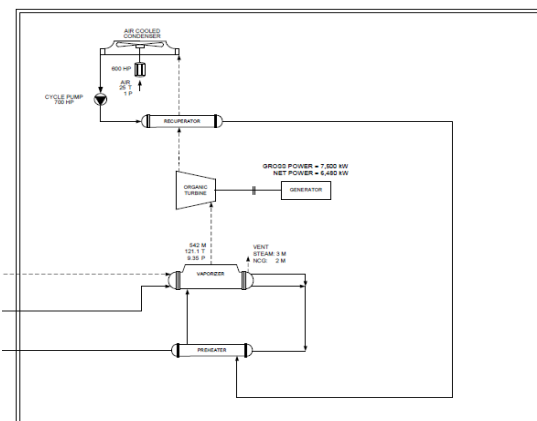 AIR COOLED
CONDENSER
600 HP
AIR
25 T
1 P
CYCLE PUMP
700 HP
RECUPERATOR
GROSS POWER = 7,500 kW
NET POWER = 6,480 kW
ORGANIC
TURBINE
GENERATOR
542 M
121.1 T
9.35 P
VENT
STEAM: 3 M
NCG: 2 M
VAPORIZER
PREHEATER